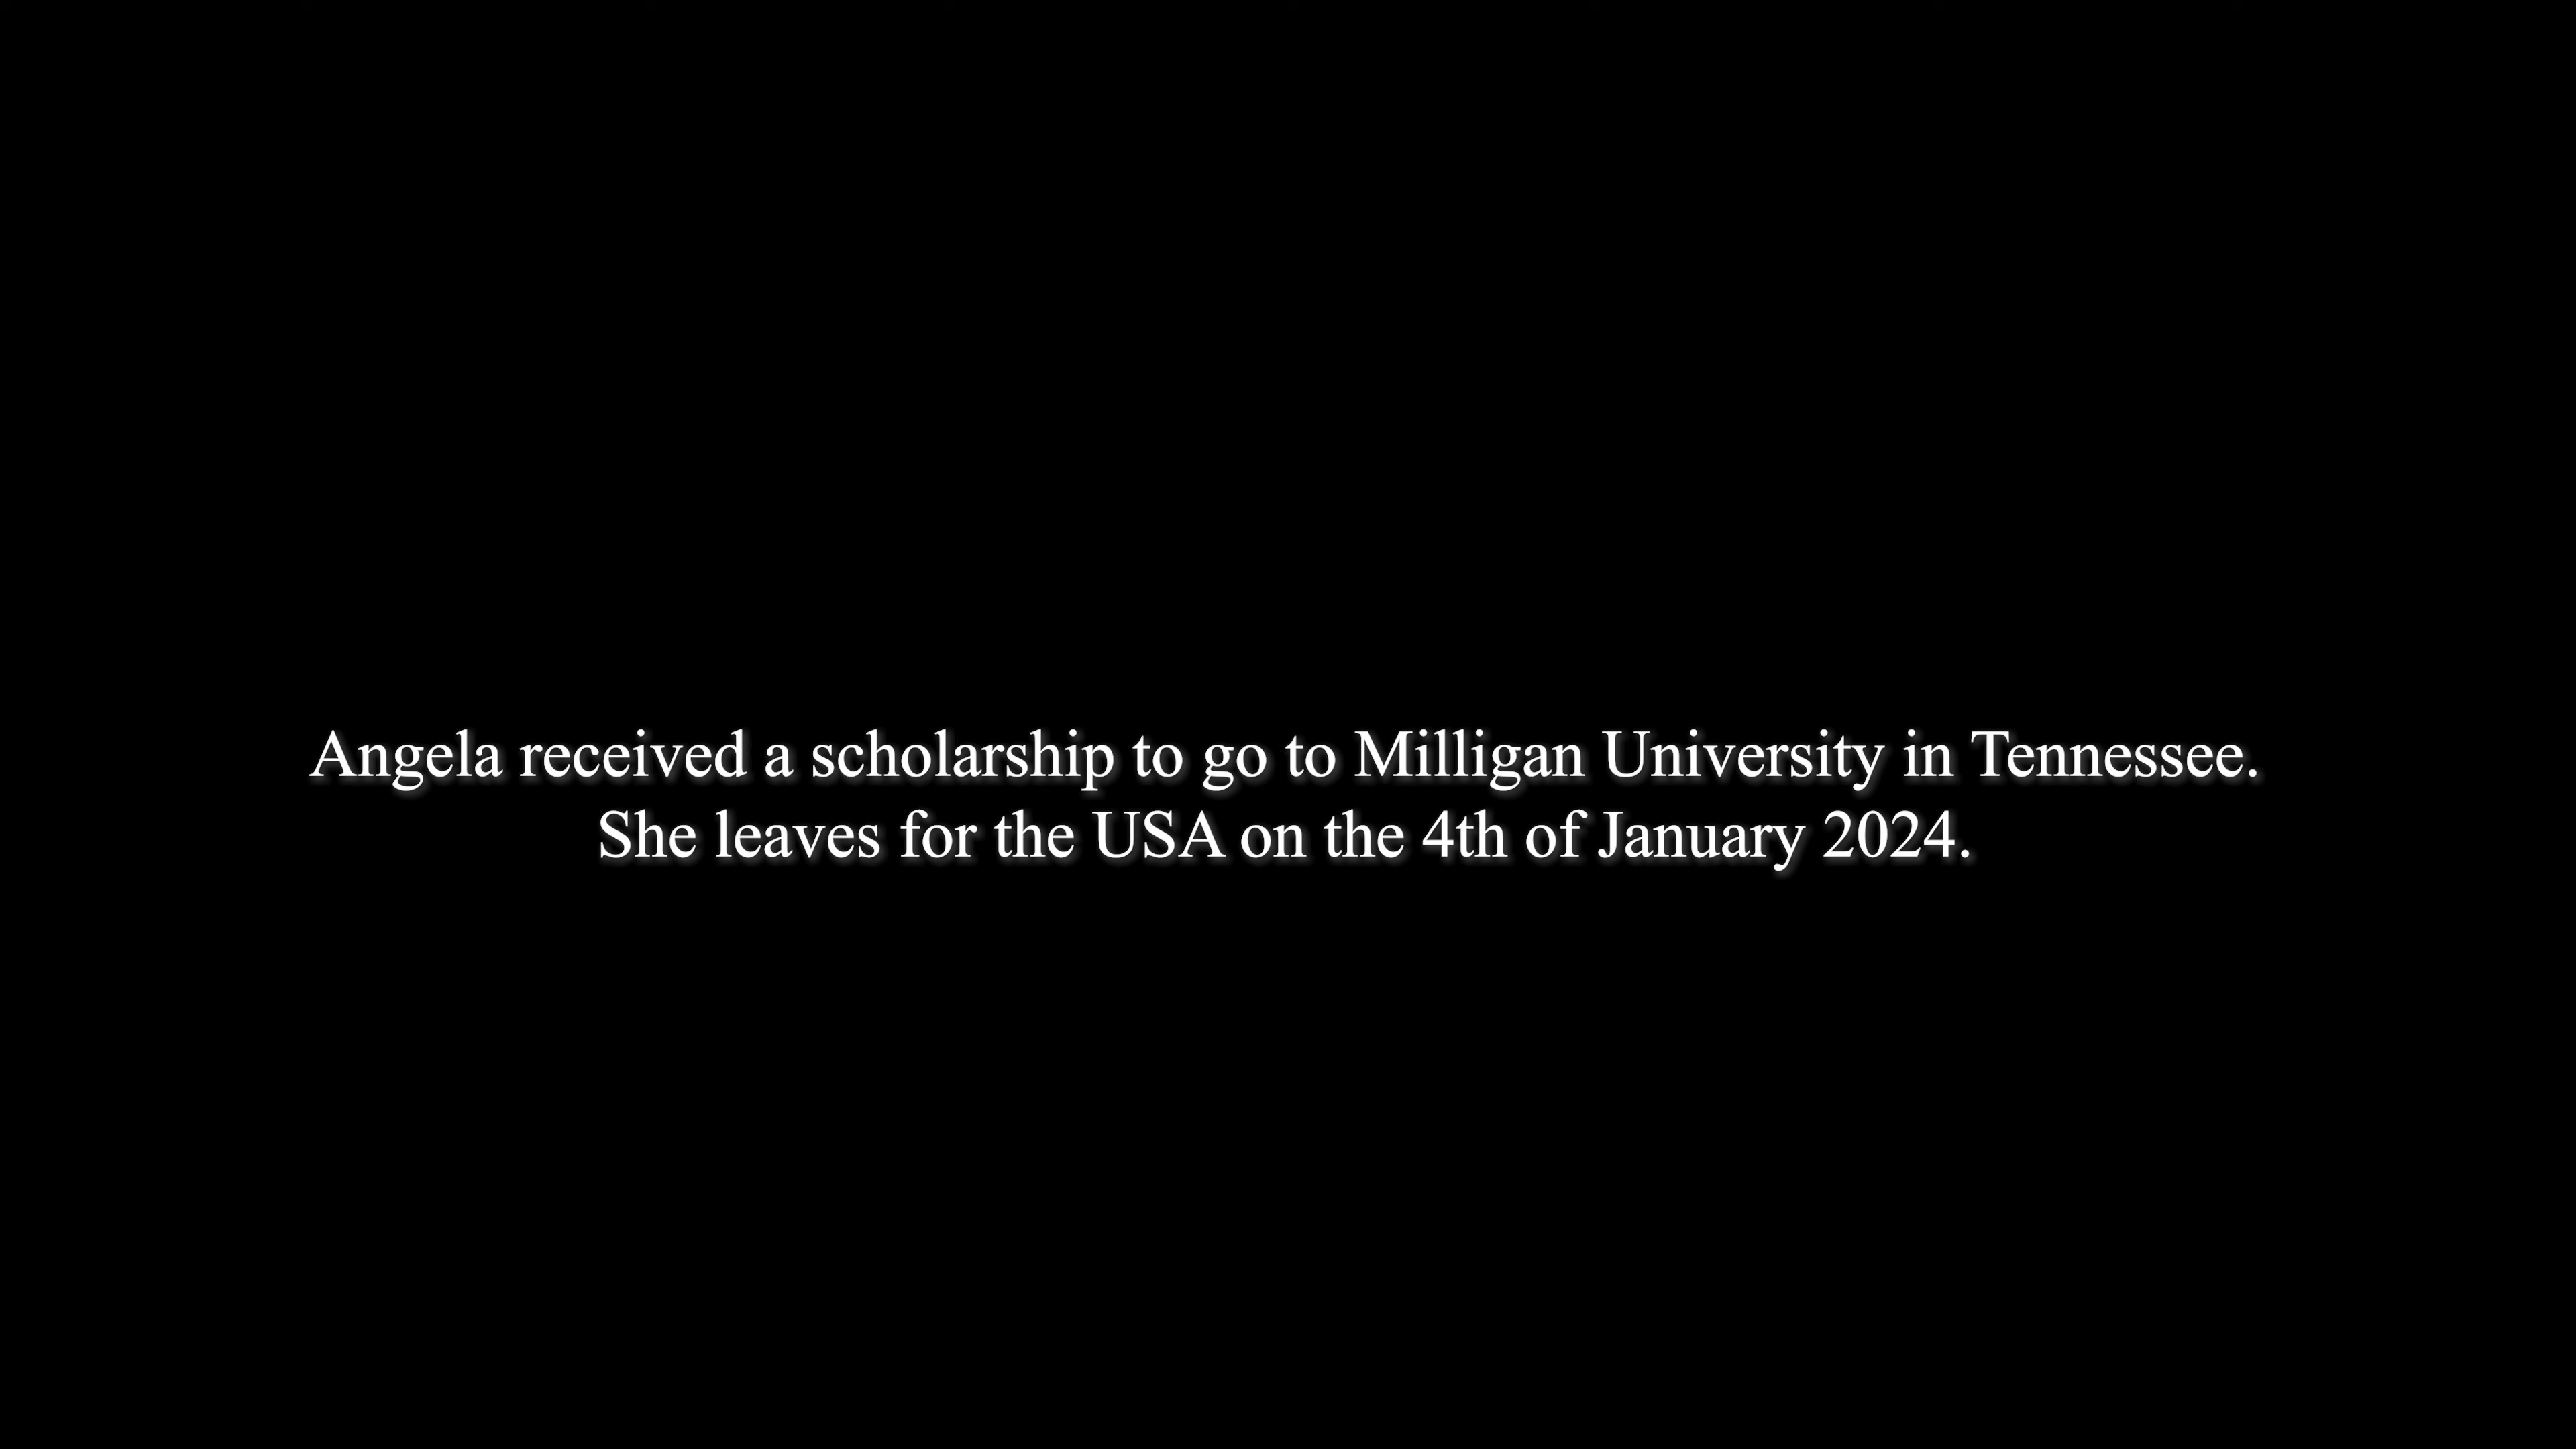 Angela received a scholarship to go to Milligan University in Tennessee.
She leaves for the USA on the 4th of January 2024.